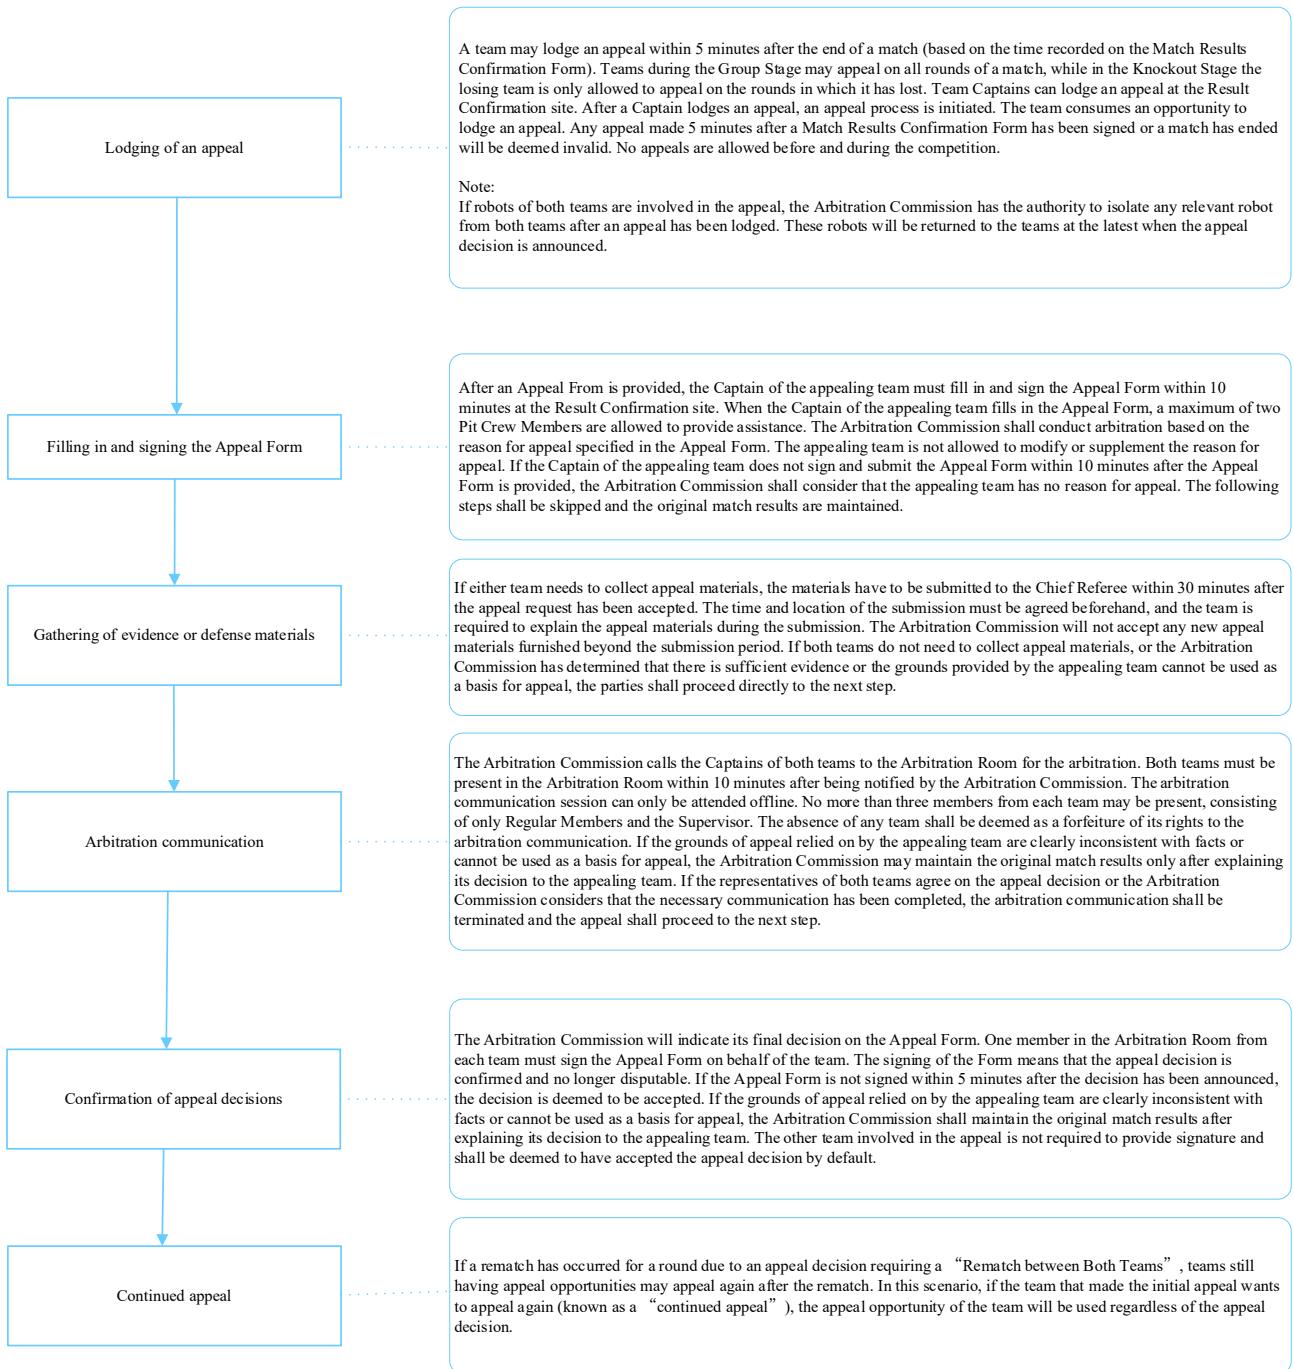 A team may lodge an appeal within 5 minutes after the end of a match (based on the time recorded on the Match Results
Confirmation Form). Teams during the Group Stage may appeal on all rounds of a match, while in the Knockout Stage the
losing team is only allowed to appeal on the rounds in which it has lost. Team Captains can lodge an appeal at the Result
Confirmation site. After a Captain lodges an appeal, an appeal process is initiated. The team consumes an opportunity to
lodge an appeal. Any appeal made 5 minutes after a Match Results Confirmation Form has been signed or a match has ended
will be deemed invalid. No appeals are allowed before and during the competition.
Note:
If robots of both teams are involved in the appeal, the Arbitration Commission has the authority to isolate any relevant robot
from both teams after an appeal has been lodged. These robots will be returned to the teams at the latest when the appeal
decision is announced.
Lodging of an appeal
After an Appeal From is provided, the Captain of the appealing team must fill in and sign the Appeal Form within 10
minutes at the Result Confirmation site. When the Captain of the appealing team fills in the Appeal Form, a maximum of two
Pit Crew Members are allowed to provide assistance. The Arbitration Commission shall conduct arbitration based on the
reason for appeal specified in the Appeal Form. The appealing team is not allowed to modify or supplement the reason for
appeal. If the Captain of the appealing team does not sign and submit the Appeal Form within 10 minutes after the Appeal
Form is provided, the Arbitration Commission shall consider that the appealing team has no reason for appeal. The following
steps shall be skipped and the original match results are maintained.
Filling in and signing the Appeal Form
If either team needs to collect appeal materials, the materials have to be submitted to the Chief Referee within 30 minutes after
the appeal request has been accepted. The time and location of the submission must be agreed beforehand, and the team is
required to explain the appeal materials during the submission. The Arbitration Commission will not accept any new appeal
materials furnished beyond the submission period. If both teams do not need to collect appeal materials, or the Arbitration
Commission has determined that there is sufficient evidence or the grounds provided by the appealing team cannot be used as
a basis for appeal, the parties shall proceed directly to the next step.
Gathering of evidence or defense materials
The Arbitration Commission calls the Captains of both teams to the Arbitration Room for the arbitration. Both teams must be
present in the Arbitration Room within 10 minutes after being notified by the Arbitration Commission. The arbitration
communication session can only be attended offline. No more than three members from each team may be present, consisting
of only Regular Members and the Supervisor. The absence of any team shall be deemed as a forfeiture of its rights to the
arbitration communication. If the grounds of appeal relied on by the appealing team are clearly inconsistent with facts or
cannot be used as a basis for appeal, the Arbitration Commission may maintain the original match results only after explaining
its decision to the appealing team. If the representatives of both teams agree on the appeal decision or the Arbitration
Commission considers that the necessary communication has been completed, the arbitration communication shall be
terminated and the appeal shall proceed to the next step.
Arbitration communication
The Arbitration Commission will indicate its final decision on the Appeal Form. One member in the Arbitration Room from
each team must sign the Appeal Form on behalf of the team. The signing of the Form means that the appeal decision is
confirmed and no longer disputable. If the Appeal Form is not signed within 5 minutes after the decision has been announced,
the decision is deemed to be accepted. If the grounds of appeal relied on by the appealing team are clearly inconsistent with
facts or cannot be used as a basis for appeal, the Arbitration Commission shall maintain the original match results after
explaining its decision to the appealing team. The other team involved in the appeal is not required to provide signature and
shall be deemed to have accepted the appeal decision by default.
Confirmation of appeal decisions
If a rematch has occurred for a round due to an appeal decision requiring a “Rematch between Both Teams”, teams still
having appeal opportunities may appeal again after the rematch. In this scenario, if the team that made the initial appeal wants
to appeal again (known as a “continued appeal”), the appeal opportunity of the team will be used regardless of the appeal
decision.
Continued appeal